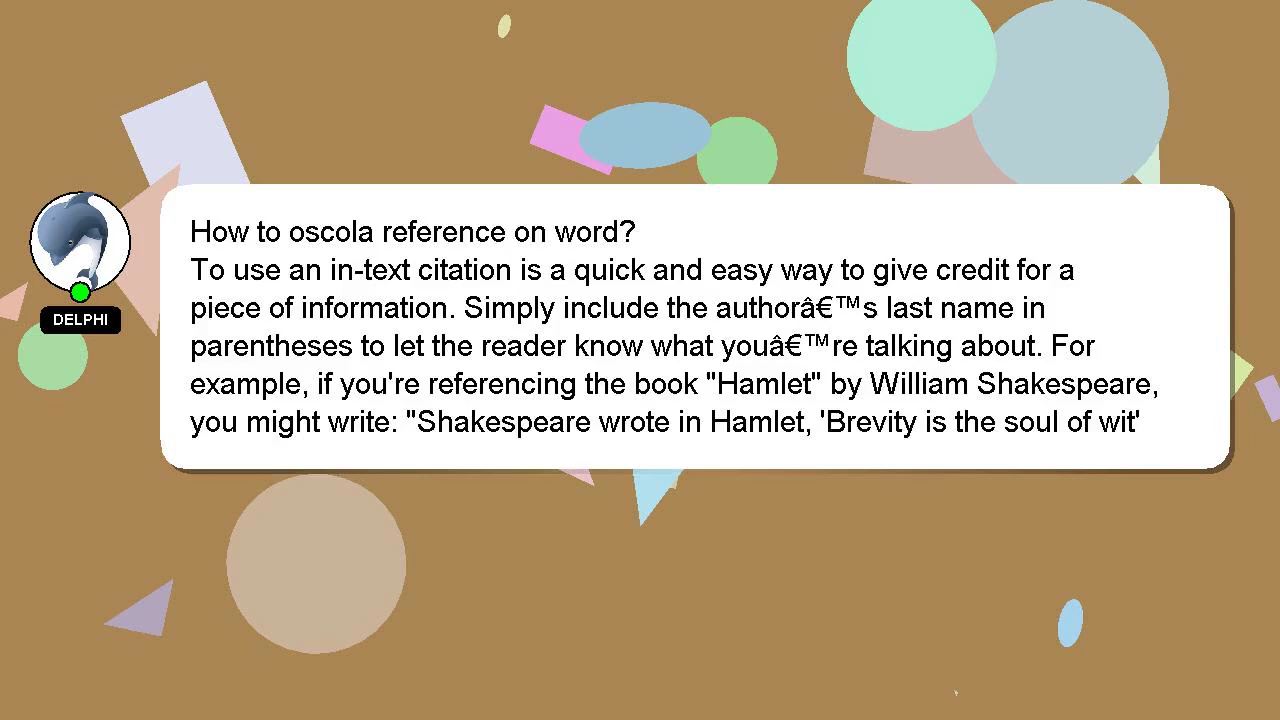 How to oscola reference on word?
To use an in-text citation is a quick and easy way to give credit for a
piece of information. Simply include the authorâ€™s last name in
parentheses to let the reader know what youâ€™re talking about. For
example, if you're referencing the book "Hamlet" by William Shakespeare,
you might write: "Shakespeare wrote in Hamlet, 'Brevity is the soul of wit'
DELPHI